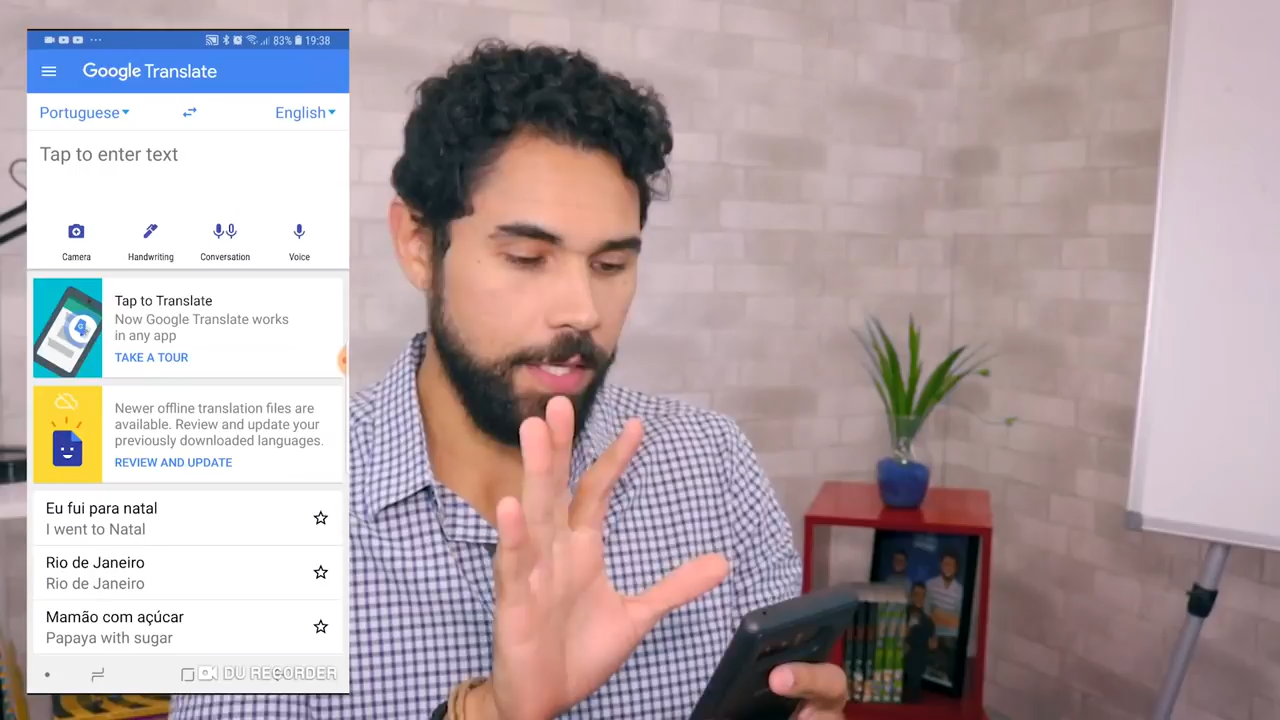 83% 19:38
Google Translate
Portuguese English
Tap to enter text
Camera Handwriting Conversation Voice
Tap to Translate
Now Google Translate works
in any app
TAKE A TOUR
Newer offline translation files are
available. Review and update your
previously downloaded languages.
REVIEW AND UPDATE
Eu fui para natal
I went to Natal
Rio de Janeiro
Rio de Janeiro
Mamão com açúcar
Papaya with sugar
DU RECORDER